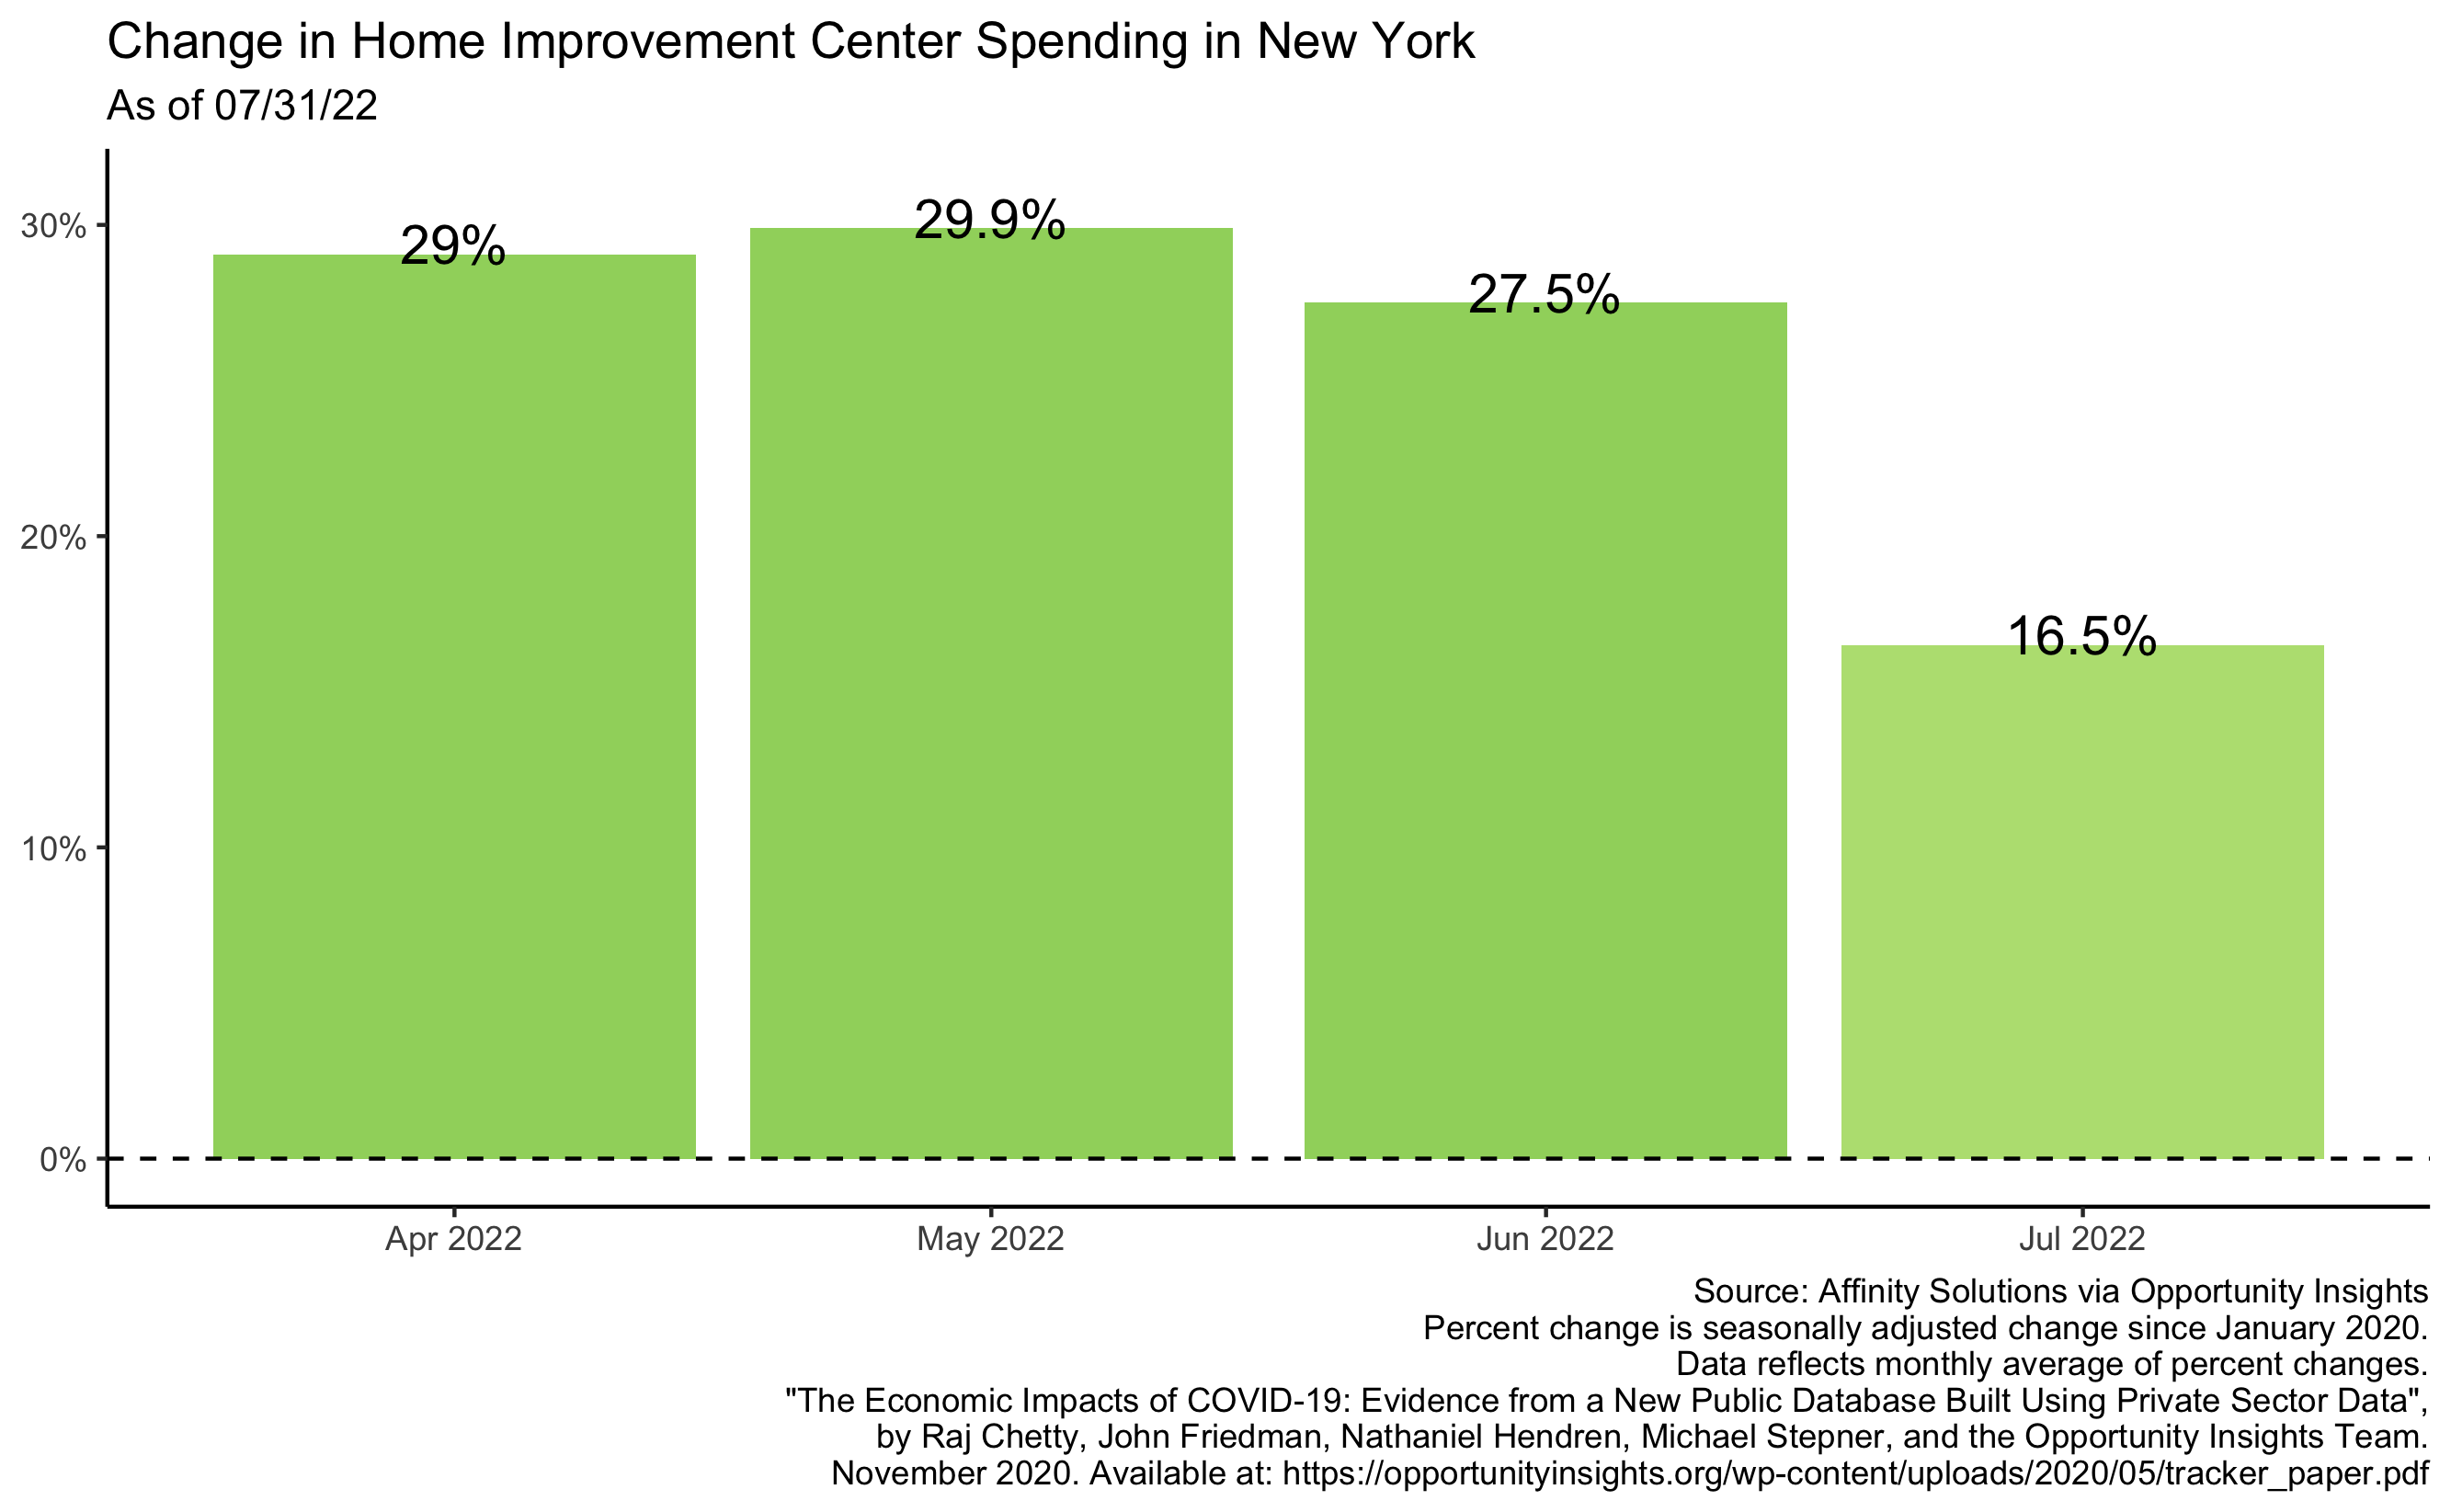 Change in Home Improvement Center Spending in New York
As of 07/31/22
30%
20%
10%
0%
29%
29.9%
27.5%
16.5%
Apr 2022
May 2022
Jun 2022
Jul 2022
Source: Affinity Solutions via Opportunity Insights
Percent change is seasonally adjusted change since January 2020.
Data reflects monthly average of percent changes.
"The Economic Impacts of COVID-19: Evidence from a New Public Database Built Using Private Sector Data",
by Raj Chetty, John Friedman, Nathaniel Hendren, Michael Stepner, and the Opportunity Insights Team.
November 2020. Available at: https://opportunityinsights.org/wp-content/uploads/2020/05/tracker_paper.pdf